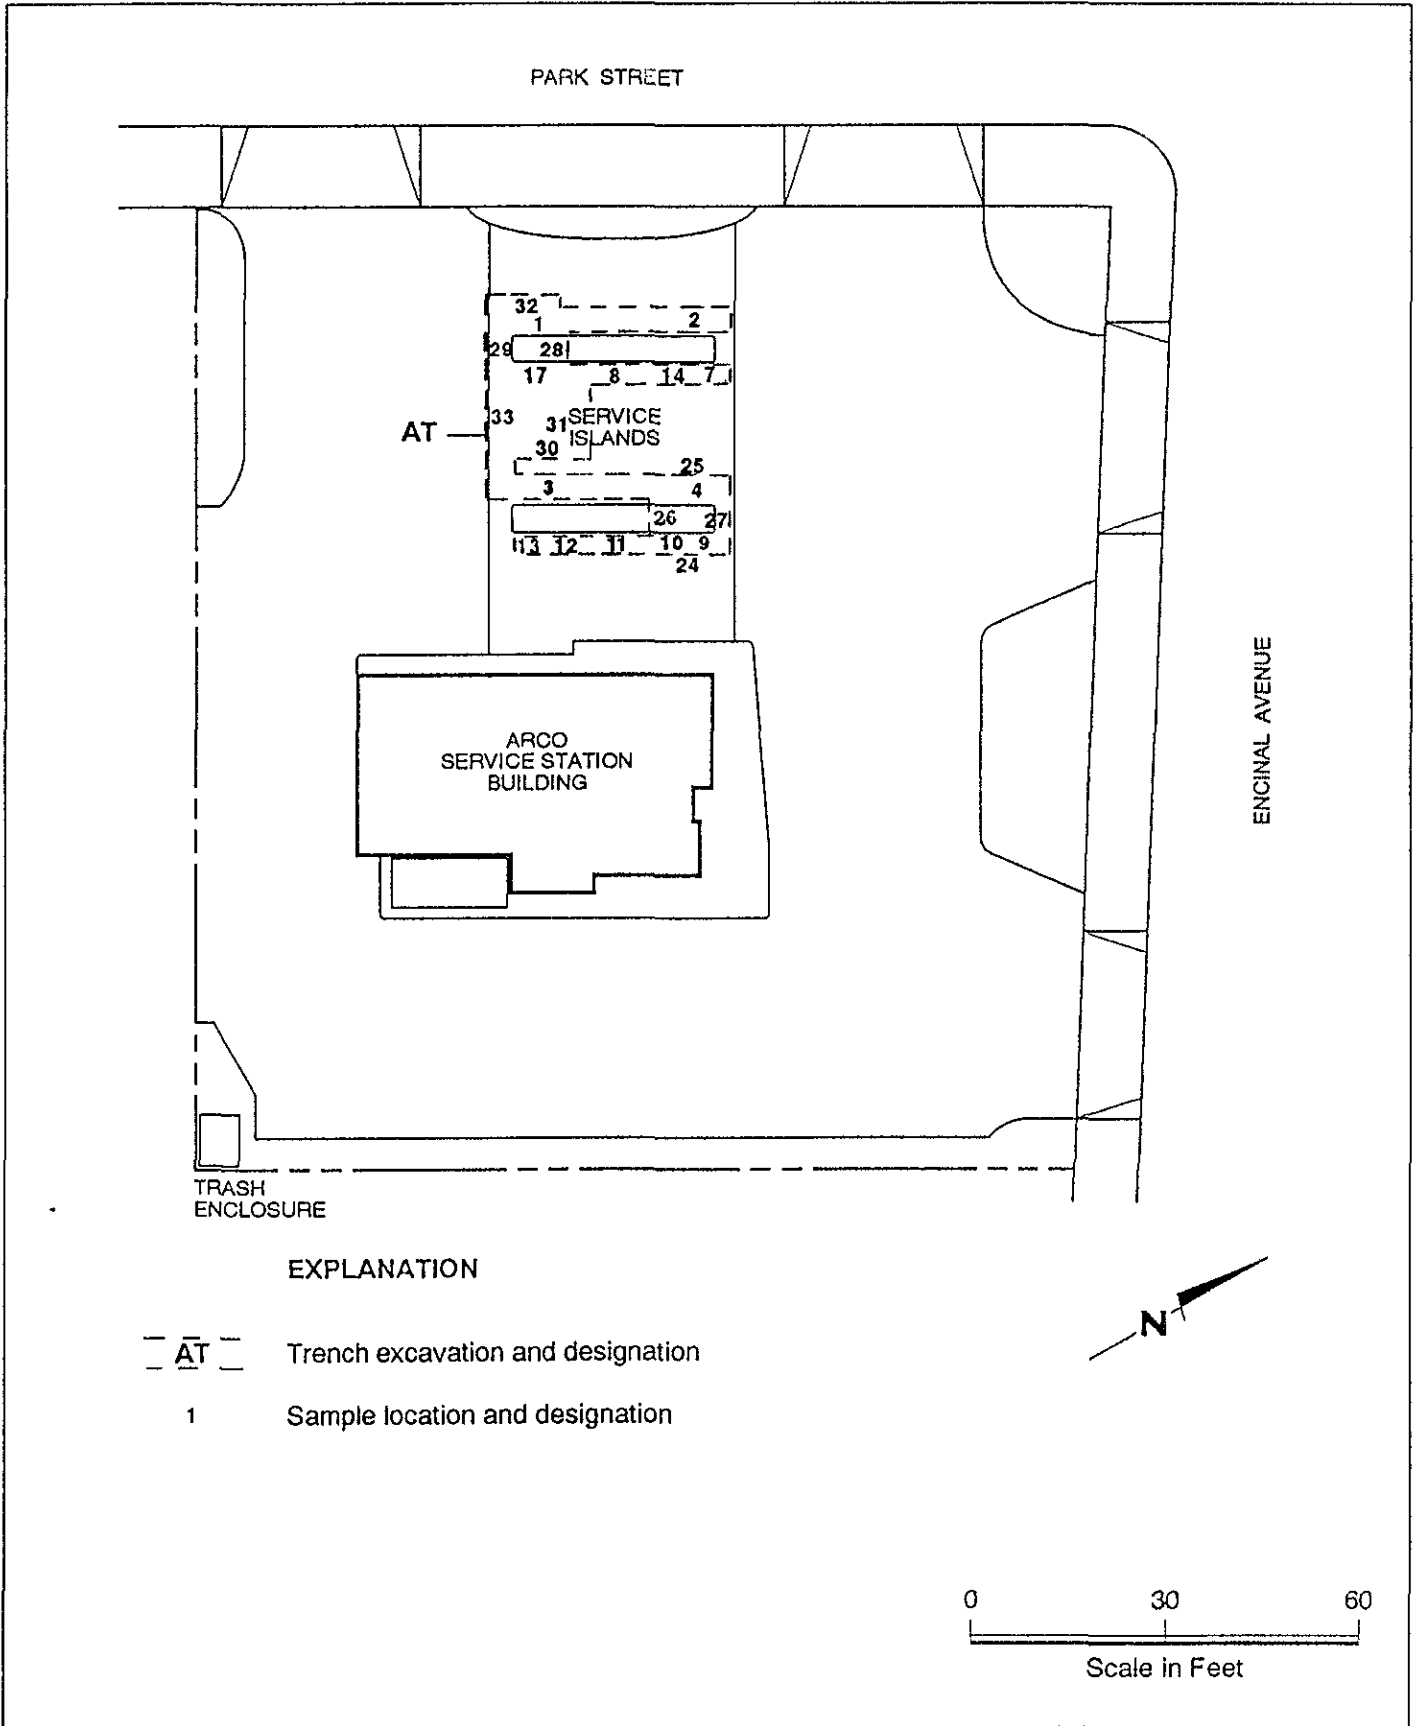 PARK STREET
32
1
2
29
28
17
8
14
7
33
31
SERVICE
ISLANDS
AT
30
25
3
4
26
27
13
12
11
10
9
24
ARCO
SERVICE STATION
BUILDING
ENCINAL AVENUE
TRASH
ENCLOSURE
EXPLANATION
AT Trench excavation and designation
1 Sample location and designation
N
0 30 60
Scale in Feet